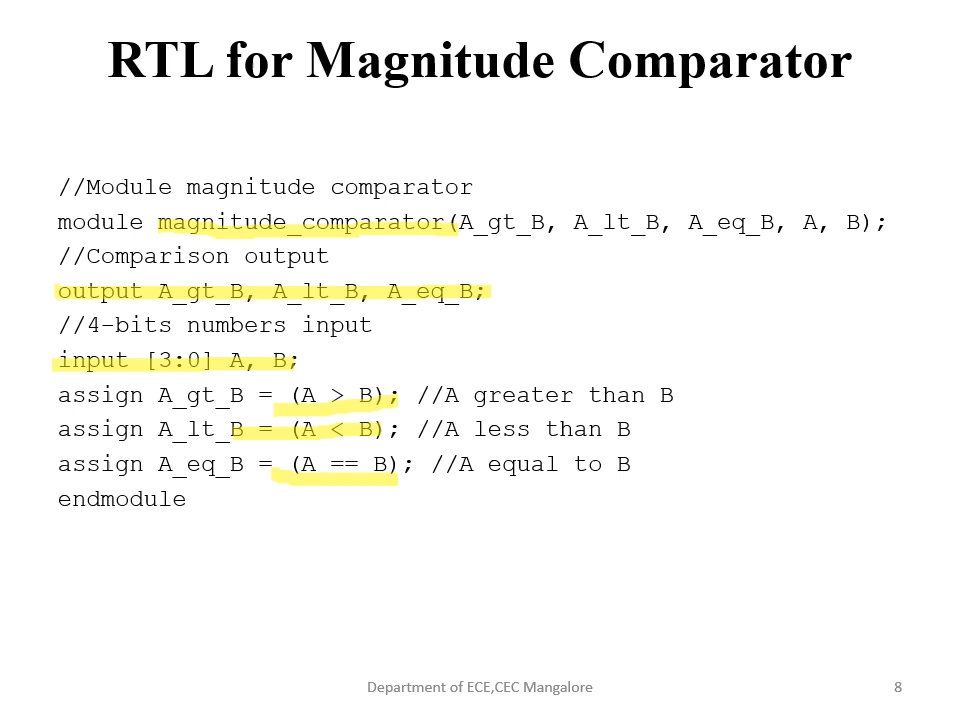 RTL for Magnitude Comparator
//Module magnitude comparator
module magnitude_comparator(A_gt_B, A_lt_B, A_eq_B, A, B);
//Comparison output
output A_gt_B, A_lt_B, A_eq_B;
//4-bits numbers input
input [3:0] A, B;
assign A_gt_B = (A > B); //A greater than B
assign A_lt_B = (A < B); //A less than B
assign A_eq_B = (A == B); //A equal to B
endmodule
Department of ECE,CEC Mangalore
8